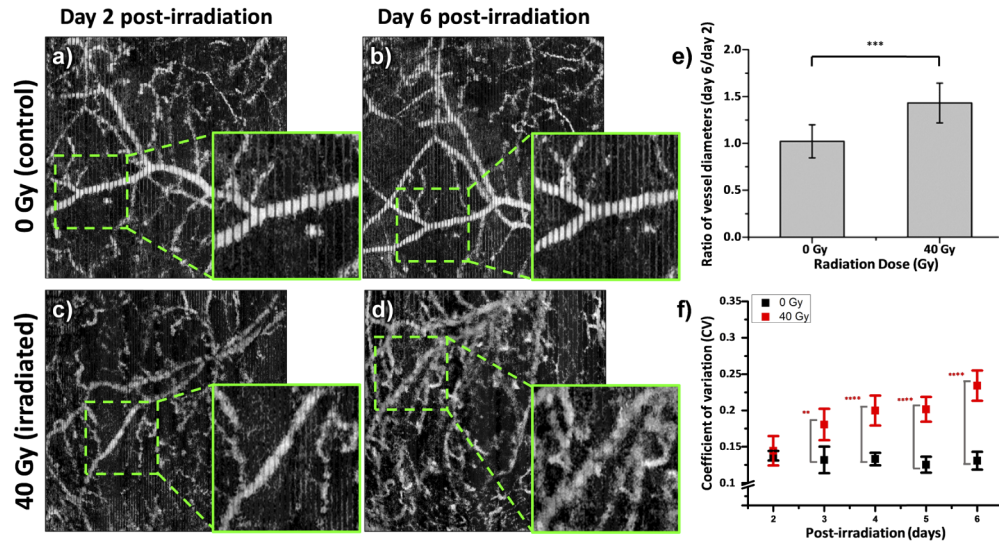 Day 2 post-irradiation
Day 6 post-irradiation
0 Gy (control)
40 Gy (irradiated)
a)
b)
c)
d)
e)
Ratio of vessel diameters (day 6/day 2)
2.0
1.5
1.0
0.5
0.0
***
0 Gy
40 Gy
Radiation Dose (Gy)
f)
Coefficient of variation (CV)
0.35
0.3
0.25
0.2
0.15
0.1
0 Gy
40 Gy
**
****
****
****
2
3
4
5
6
Post-irradiation (days)